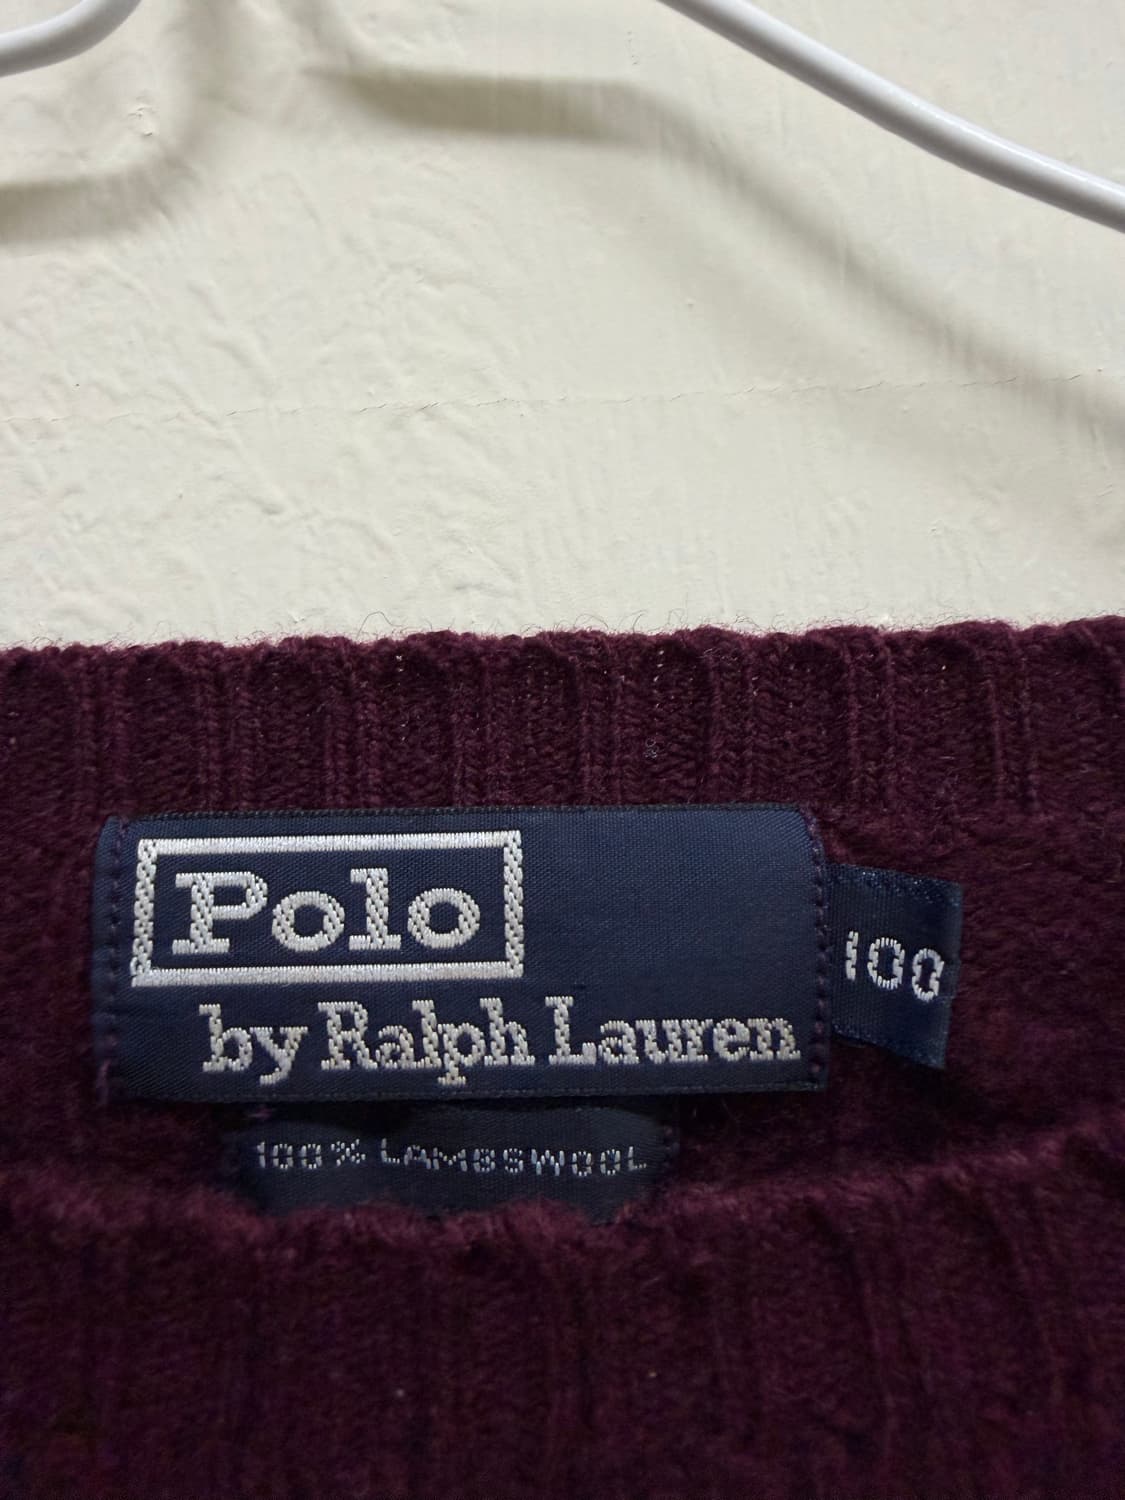 Polo
by Ralph Lauren
100
100% LAMBSWOOL